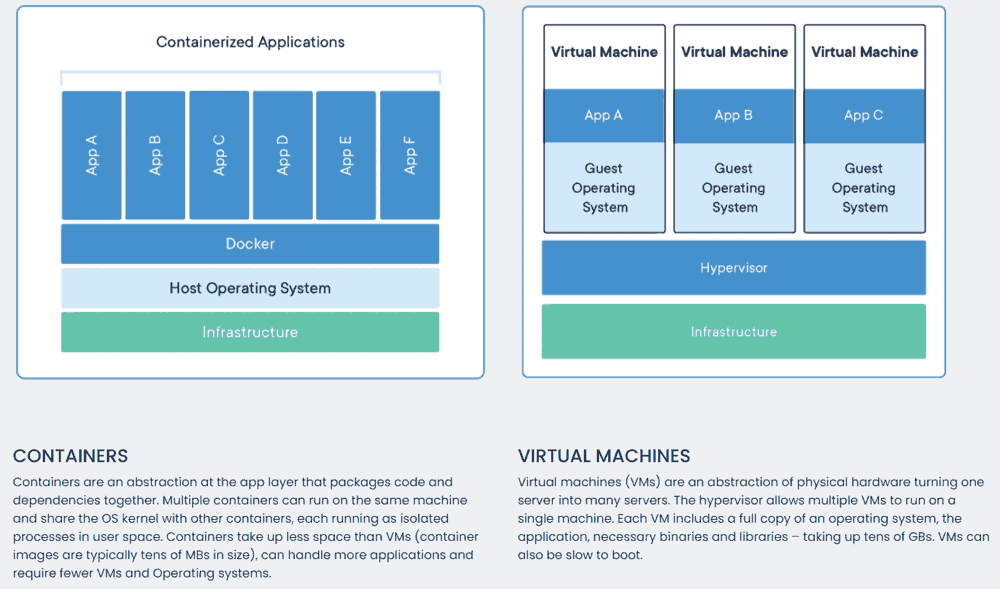 Containerized Applications
App A
App B
App C
App D
App E
App F
Docker
Host Operating System
Infrastructure
Virtual Machine
App A
Guest
Operating
System
Virtual Machine
App B
Guest
Operating
System
Virtual Machine
App C
Guest
Operating
System
Hypervisor
Infrastructure
CONTAINERS
Containers are an abstraction at the app layer that packages code and
dependencies together. Multiple containers can run on the same machine
and share the OS kernel with other containers, each running as isolated
processes in user space. Containers take up less space than VMs (container
images are typically tens of MBs in size), can handle more applications and
require fewer VMs and Operating systems.
VIRTUAL MACHINES
Virtual machines (VMs) are an abstraction of physical hardware turning one
server into many servers. The hypervisor allows multiple VMs to run on a
single machine. Each VM includes a full copy of an operating system, the
application, necessary binaries and libraries – taking up tens of GBs. VMs can
also be slow to boot.